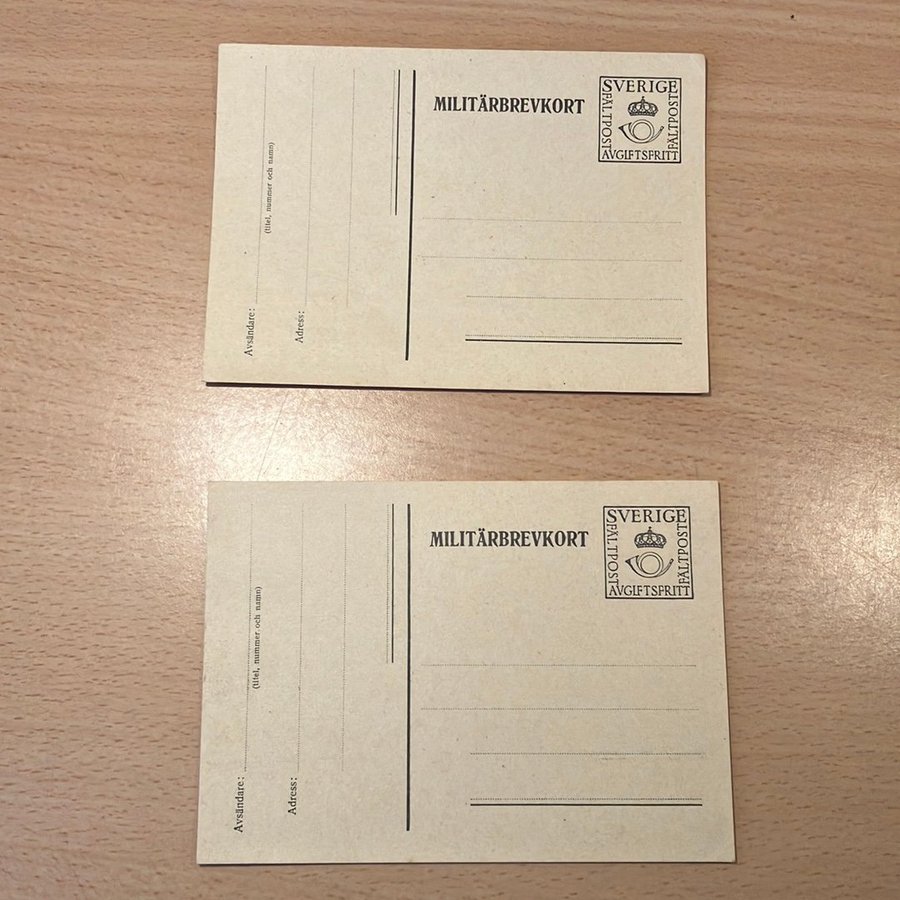 MILITÄRBREVKORT
SVERIGE
FÄLTPOST
FÄLTPOST
AVGIFTSFRITT
Avsändare:
(titel, nummer och namn)
Adress:
MILITÄRBREVKORT
SVERIGE
FÄLTPOST
FÄLTPOST
AVGIFTSFRITT
Avsändare:
(titel, nummer och namn)
Adress: